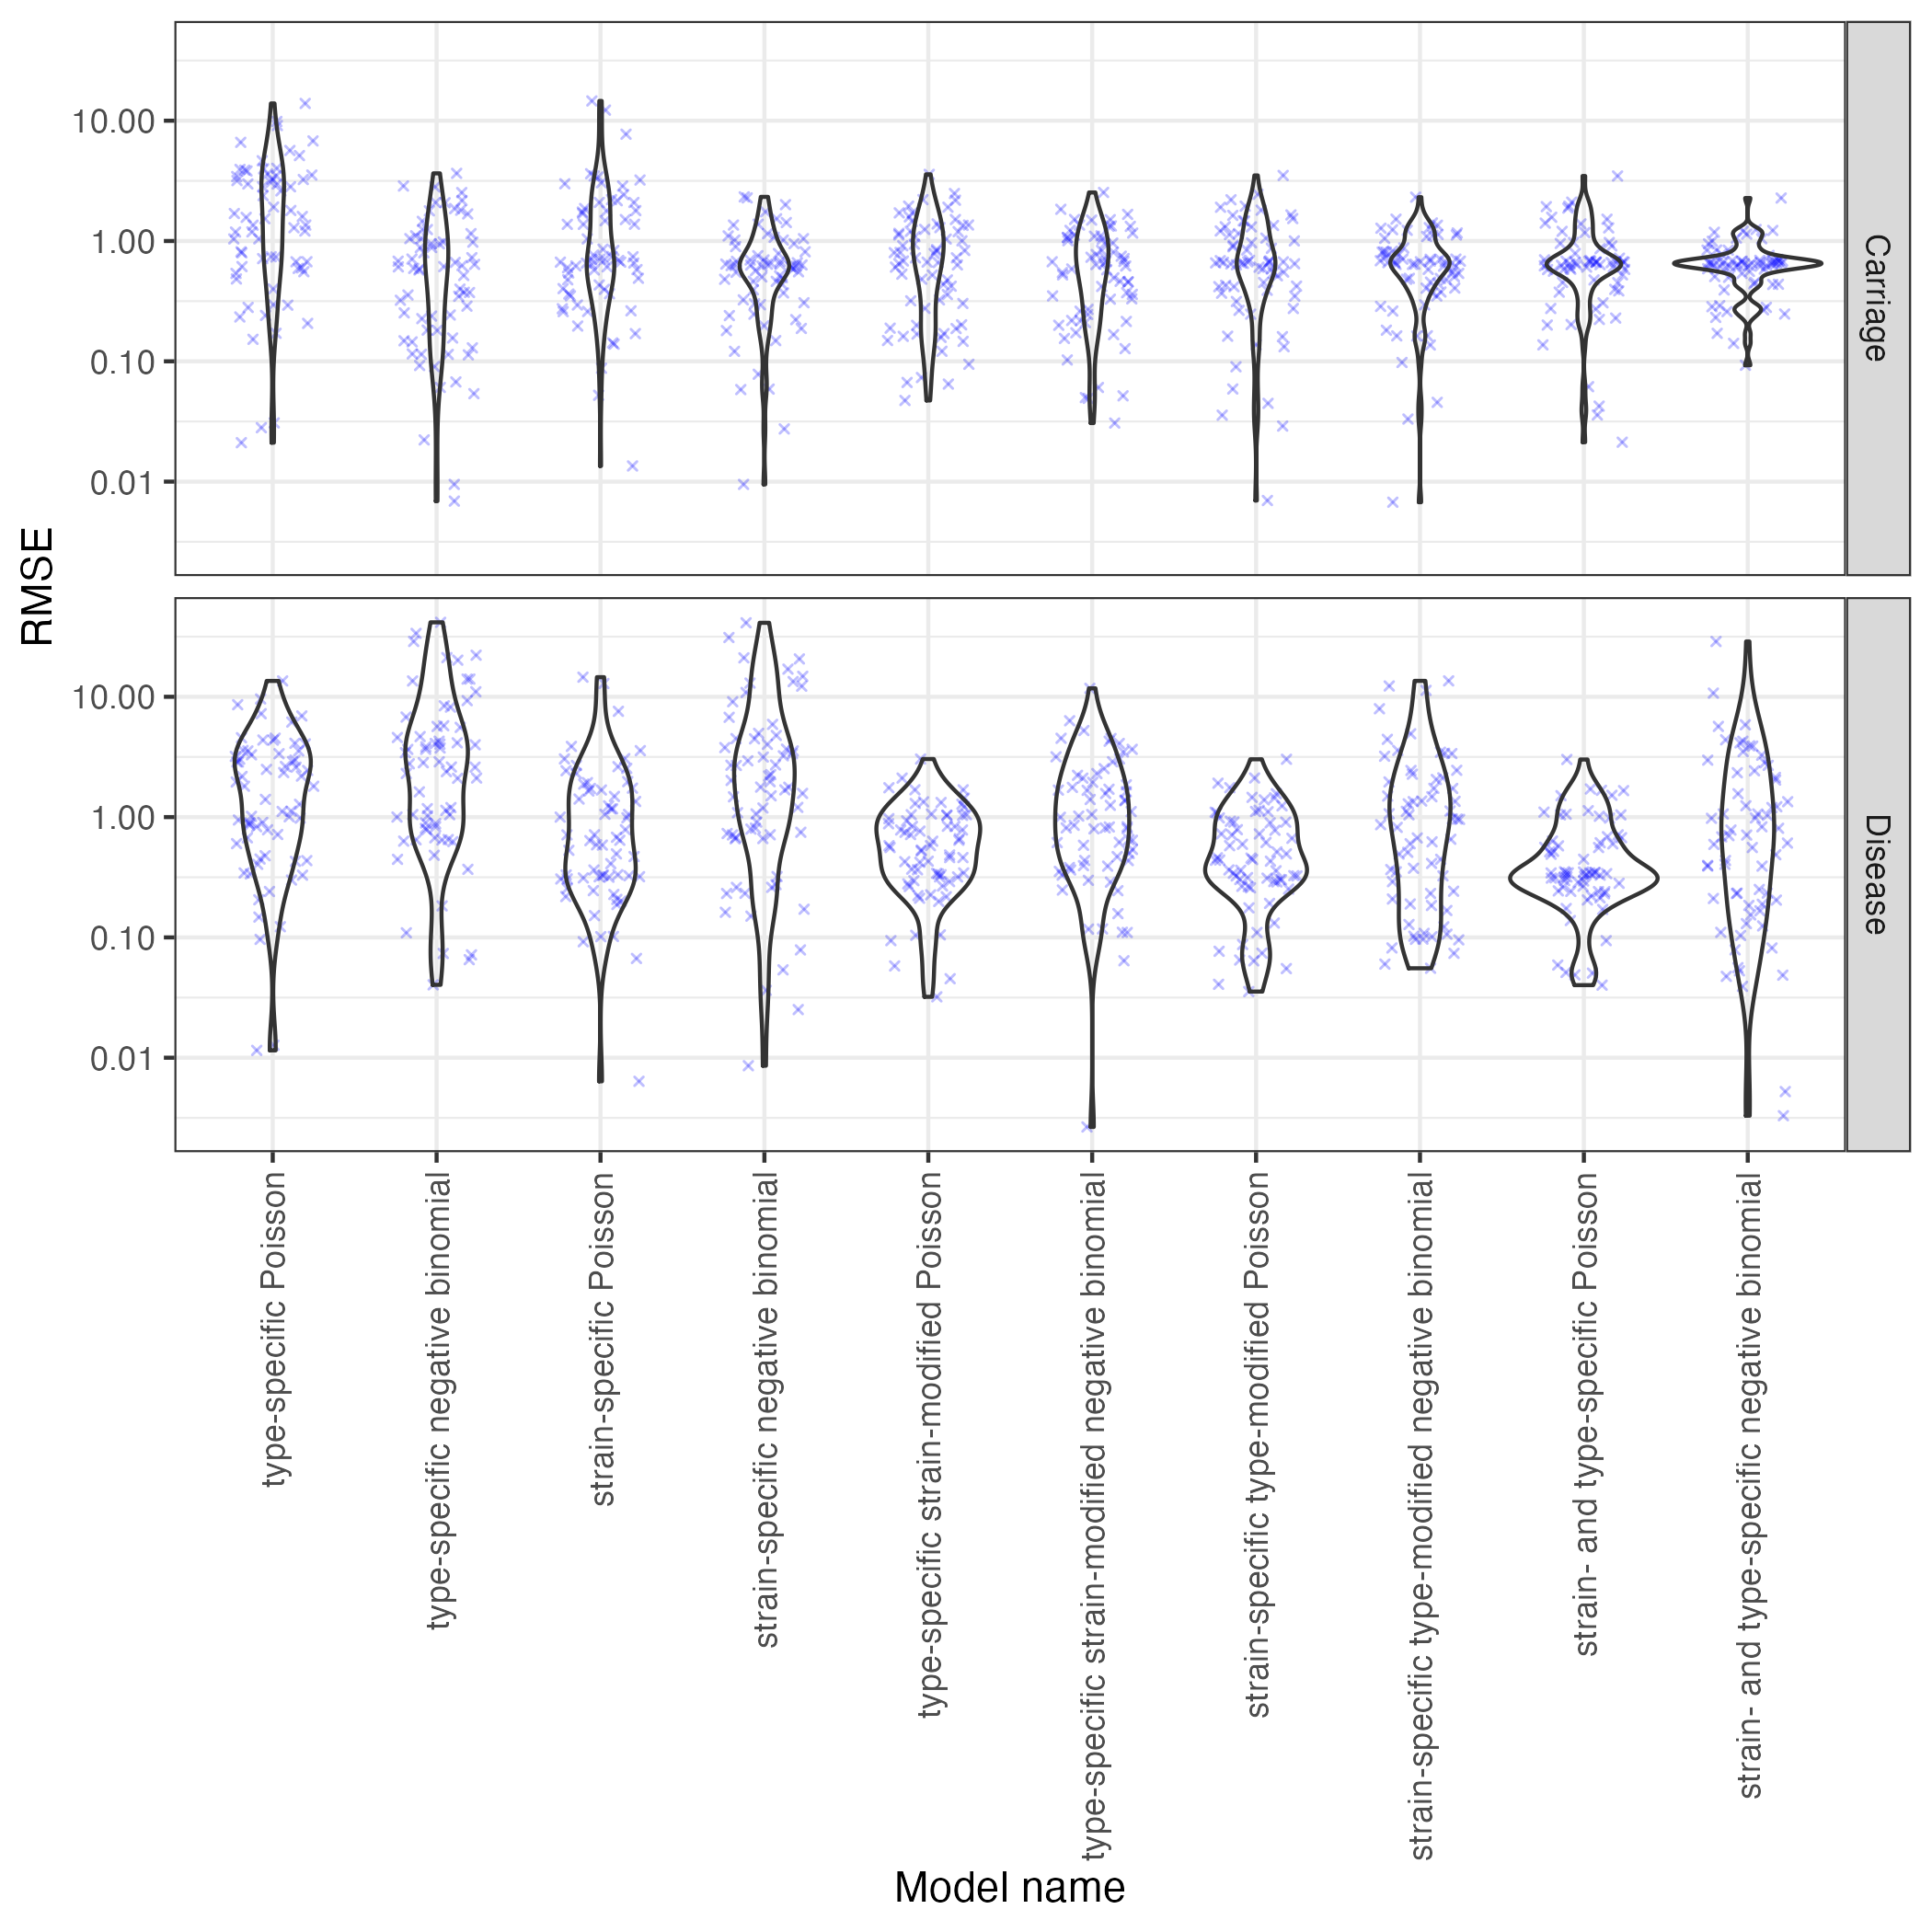 RMSE
10.00
1.00
0.10
0.01
Carriage
10.00
1.00
0.10
0.01
Disease
type-specific Poisson
type-specific negative binomial
strain-specific Poisson
strain-specific negative binomial
type-specific strain-modified Poisson
type-specific strain-modified negative binomial
strain-specific type-modified Poisson
strain-specific type-modified negative binomial
strain- and type-specific Poisson
strain- and type-specific negative binomial
Model name